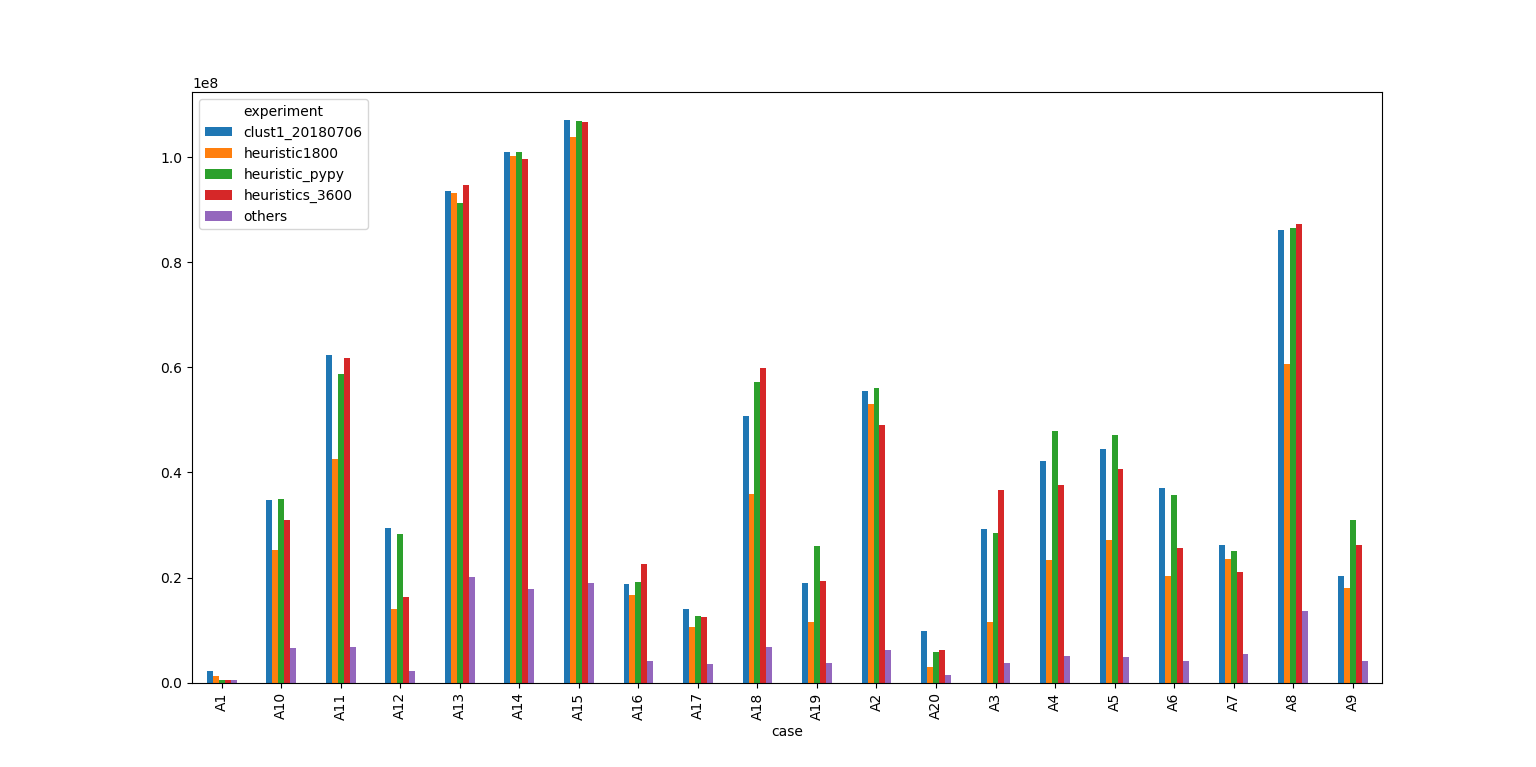 1e8
experiment
clust1_20180706
heuristic1800
heuristic_pypy
heuristics_3600
others
1.0
0.8
0.6
0.4
0.2
0.0
A1 A10 A11 A12 A13 A14 A15 A16 A17 A18 A19 A2 A20 A3 A4 A5 A6 A7 A8 A9
case